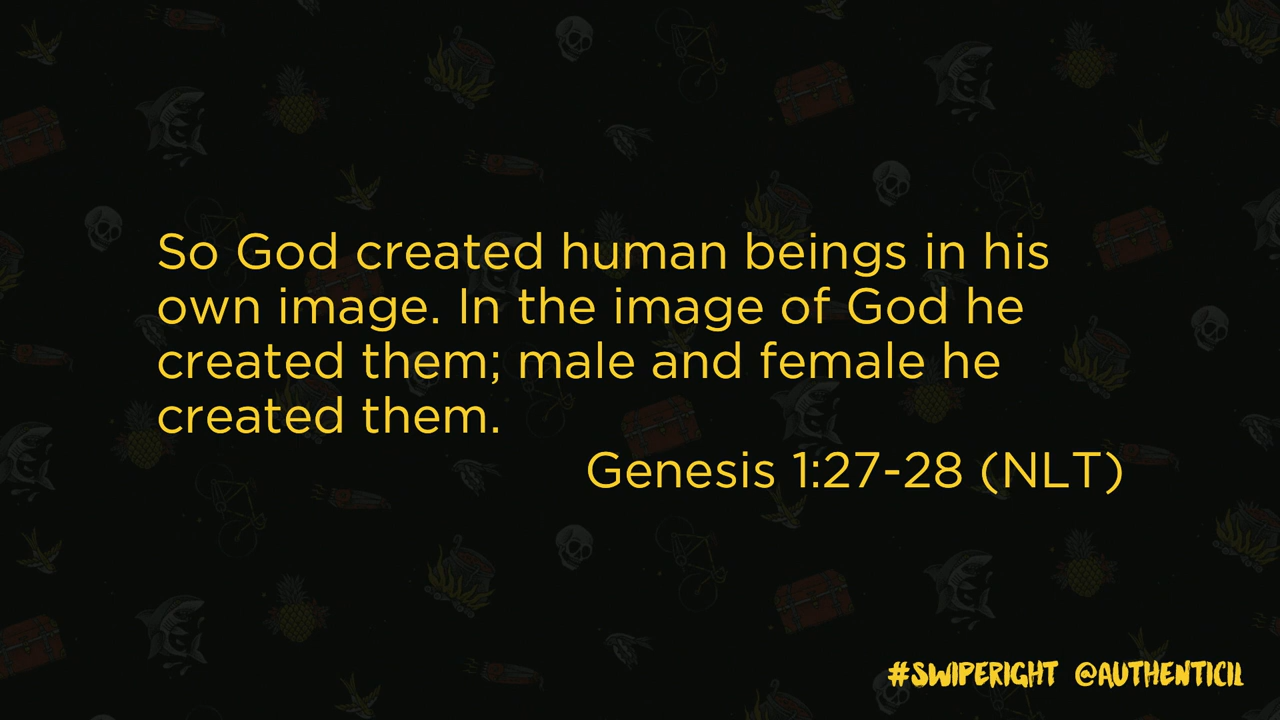 So God created human beings in his
own image. In the image of God he
created them; male and female he
created them.
Genesis 1:27-28 (NLT)
#SWIPERIGHT @AUTHENTICIL